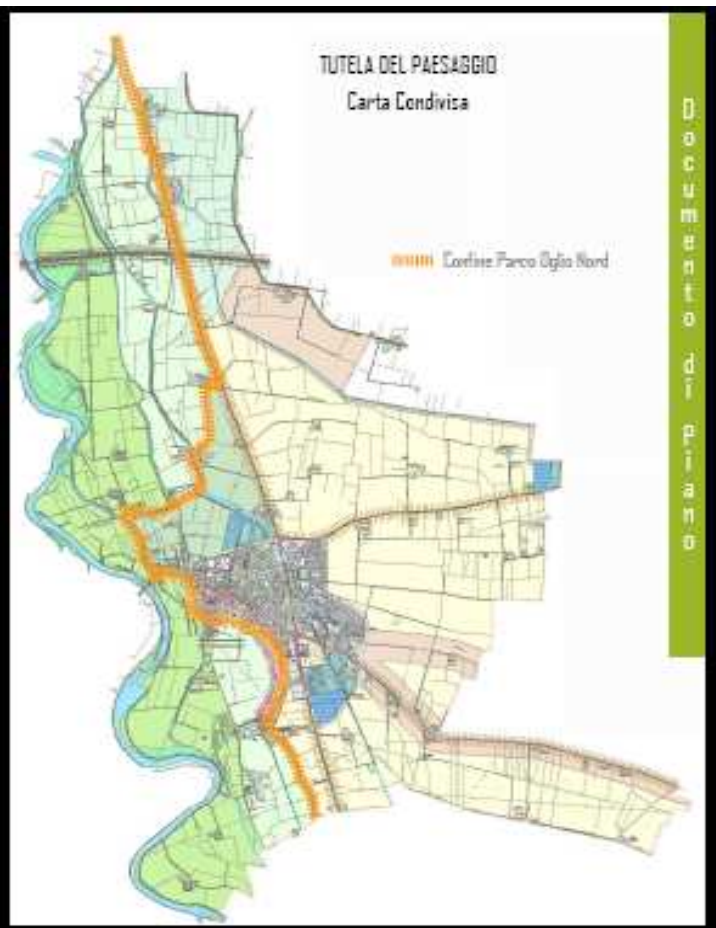 TUTELA DEL PAESAGGIO
Carta Condivisa
Confine Parco Oglio Nord
Documento di piano